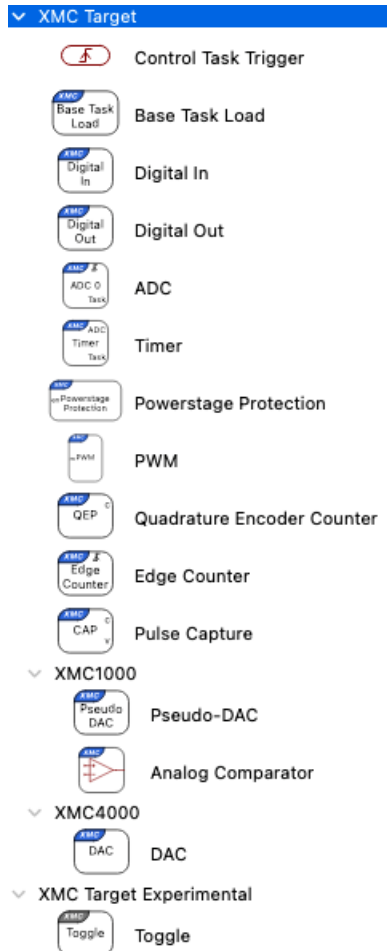 XMC Target
Control Task Trigger
XMC
Base Task
Load
Base Task Load
XMC
Digital
In
Digital In
XMC
Digital
Out
Digital Out
XMC
ADC 0
Task
ADC
XMC
ADC
Timer
Task
Timer
XMC
en Powerstage
Protection
Powerstage Protection
XMC
m PWM
PWM
XMC
c
QEP
Quadrature Encoder Counter
XMC
Edge
Counter
Edge Counter
XMC
c
CAP
v
Pulse Capture
XMC1000
XMC
Pseudo
DAC
Pseudo-DAC
XMC
Analog Comparator
XMC4000
XMC
DAC
DAC
XMC Target Experimental
XMC
Toggle
Toggle